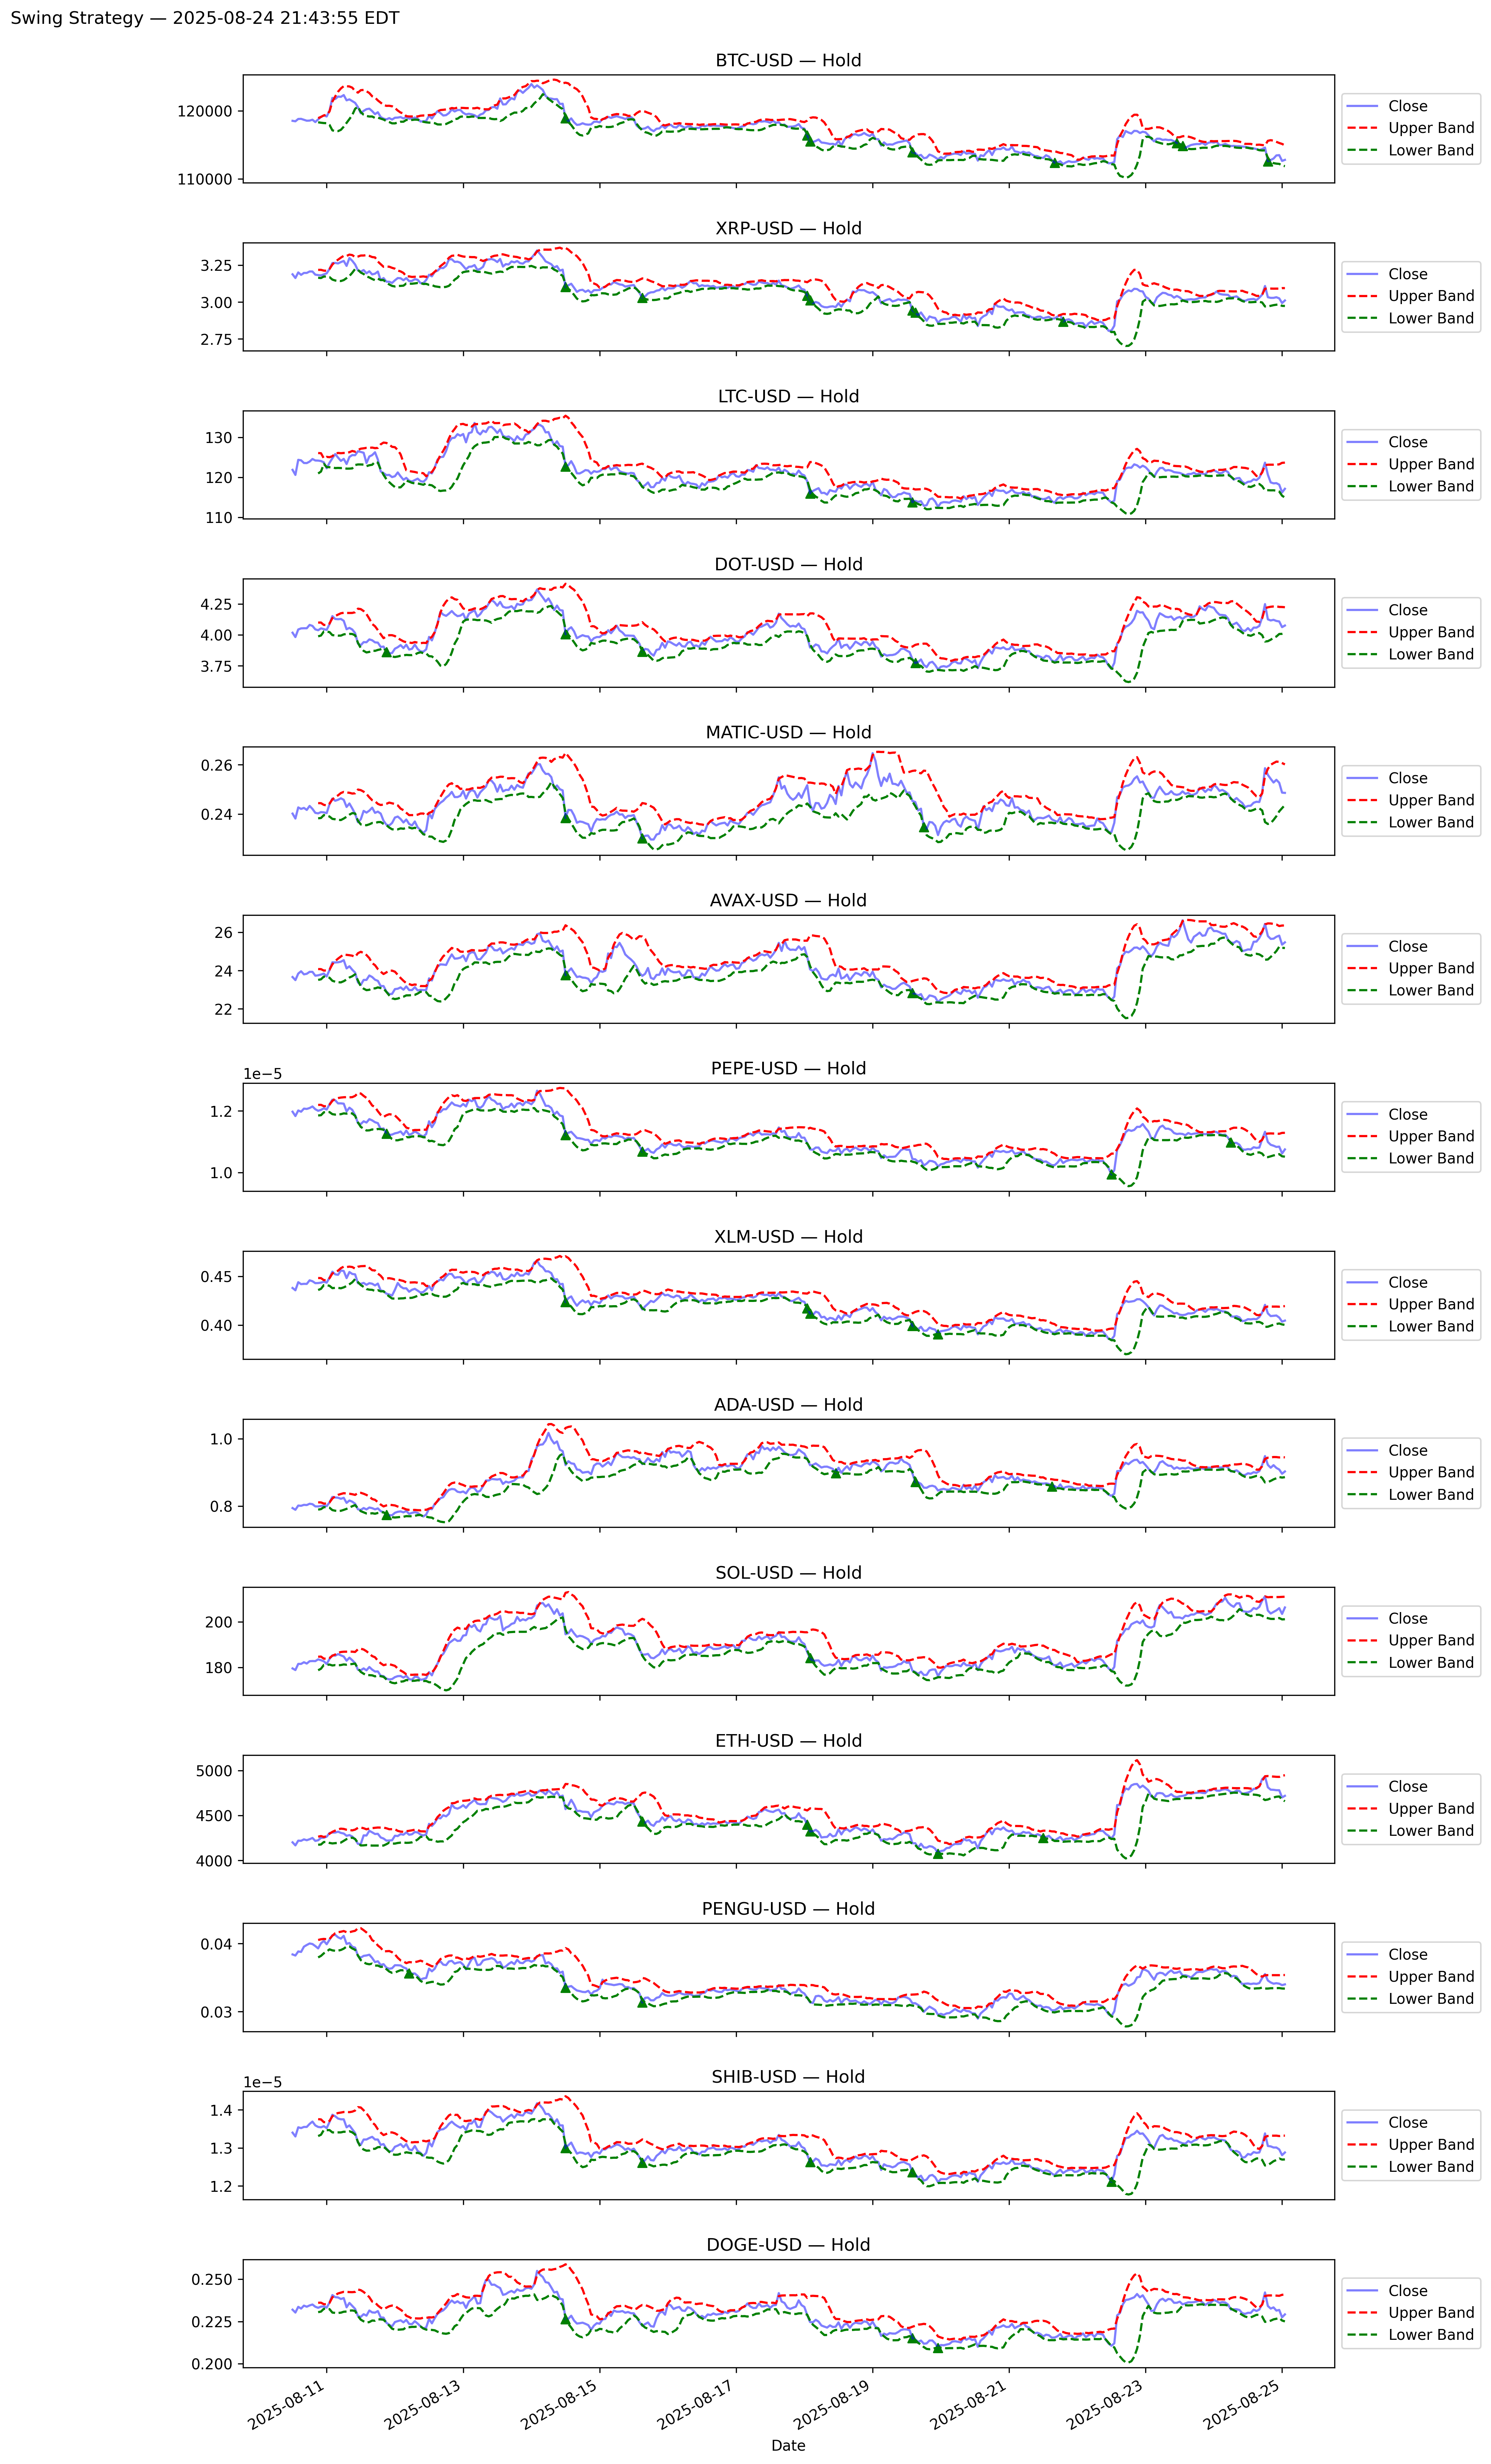 Swing Strategy — 2025-08-24 21:43:55 EDT
BTC-USD — Hold
120000
110000
Close
Upper Band
Lower Band
XRP-USD — Hold
3.25
3.00
2.75
Close
Upper Band
Lower Band
LTC-USD — Hold
130
120
110
Close
Upper Band
Lower Band
DOT-USD — Hold
4.25
4.00
3.75
Close
Upper Band
Lower Band
MATIC-USD — Hold
0.26
0.24
Close
Upper Band
Lower Band
AVAX-USD — Hold
26
24
22
Close
Upper Band
Lower Band
PEPE-USD — Hold
1e−5
1.2
1.0
Close
Upper Band
Lower Band
XLM-USD — Hold
0.45
0.40
Close
Upper Band
Lower Band
ADA-USD — Hold
1.0
0.8
Close
Upper Band
Lower Band
SOL-USD — Hold
200
180
Close
Upper Band
Lower Band
ETH-USD — Hold
5000
4500
4000
Close
Upper Band
Lower Band
PENGU-USD — Hold
0.04
0.03
Close
Upper Band
Lower Band
SHIB-USD — Hold
1e−5
1.4
1.3
1.2
Close
Upper Band
Lower Band
DOGE-USD — Hold
0.250
0.225
0.200
Close
Upper Band
Lower Band
2025-08-11
2025-08-13
2025-08-15
2025-08-17
2025-08-19
2025-08-21
2025-08-23
2025-08-25
Date